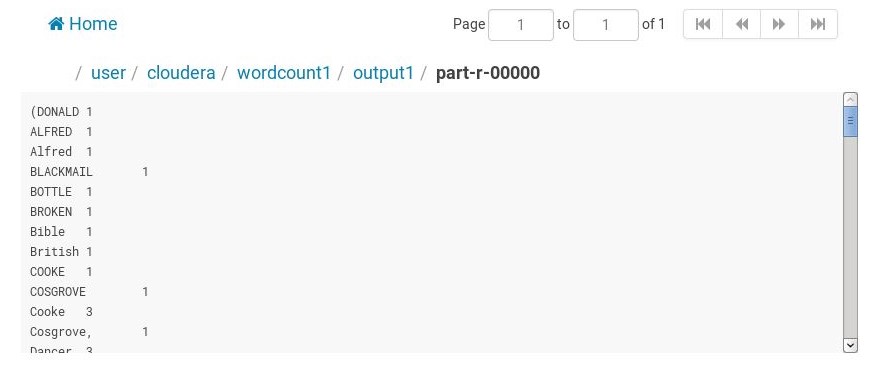 Home
Page 1 to 1 of 1
/ user / cloudera / wordcount1 / output1 / part-r-00000
(DONALD 1
ALFRED 1
Alfred 1
BLACKMAIL 1
BOTTLE 1
BROKEN 1
Bible 1
British 1
COOKE 1
COSGROVE 1
Cooke 3
Cosgrove, 1
Dancer 3